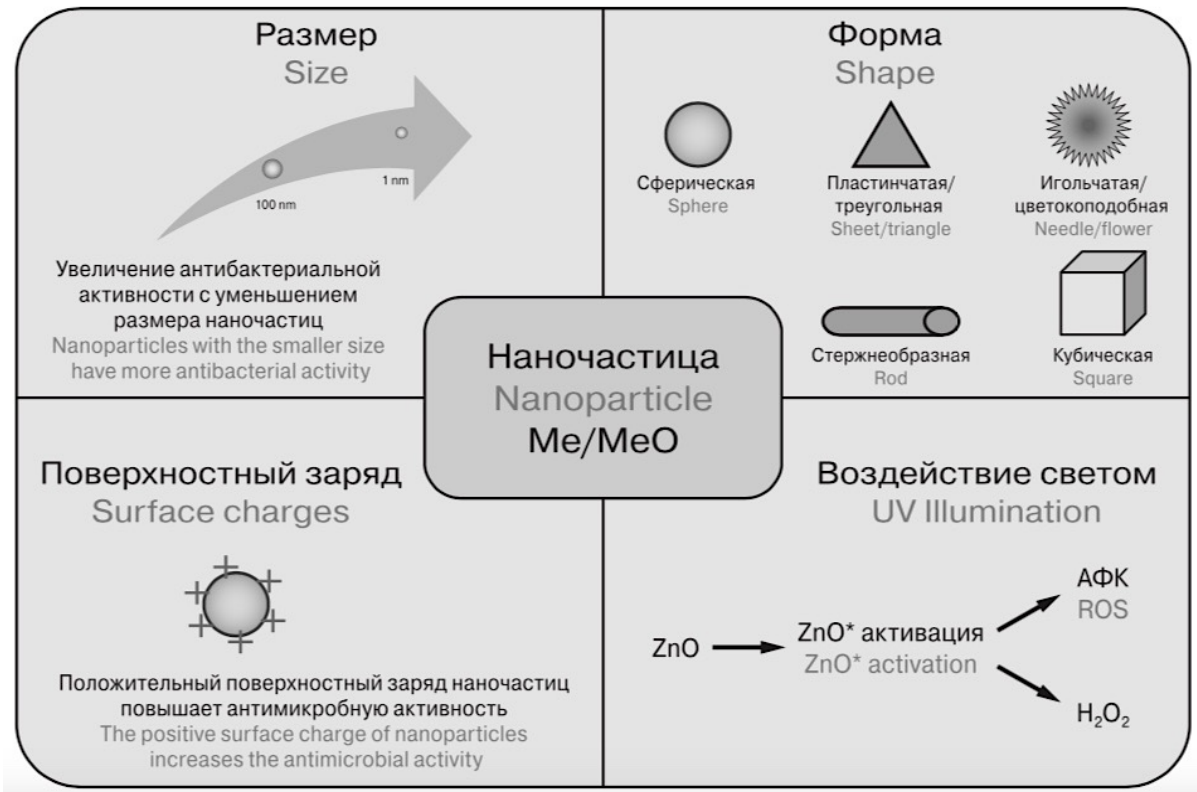 Размер
Size
100 nm
1 nm
Увеличение антибактериальной
активности с уменьшением
размера наночастиц
Nanoparticles with the smaller size
have more antibacterial activity
Форма
Shape
Сферическая
Sphere
Пластинчатая/
треугольная
Sheet/triangle
Игольчатая/
цветокоподобная
Needle/flower
Стержнеобразная
Rod
Кубическая
Square
Наночастица
Nanoparticle
Me/MeO
Поверхностный заряд
Surface charges
Положительный поверхностный заряд наночастиц
повышает антимикробную активность
The positive surface charge of nanoparticles
increases the antimicrobial activity
Воздействие светом
UV Illumination
ZnO
ZnO* активация
ZnO* activation
АФК
ROS
H₂O₂